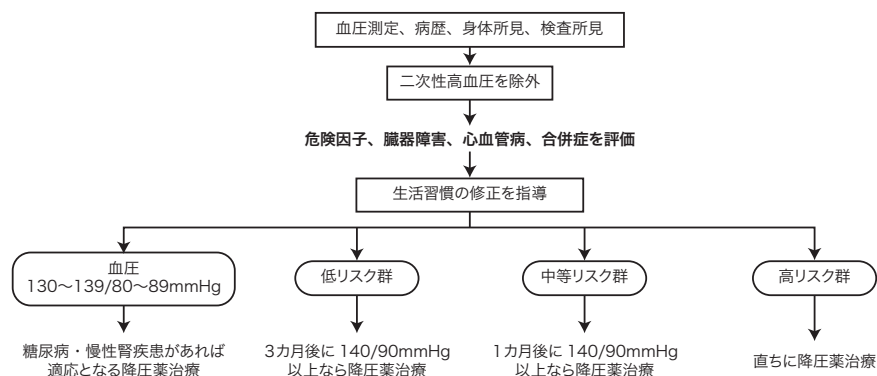 血圧測定、病歴、身体所見、検査所見
二次性高血圧を除外
危険因子、臓器障害、心血管病、合併症を評価
生活習慣の修正を指導
血圧
130〜139/80〜89mmHg
低リスク群
中等リスク群
高リスク群
糖尿病・慢性腎疾患があれば
適応となる降圧薬治療
3カ月後に 140/90mmHg
以上なら降圧薬治療
1カ月後に 140/90mmHg
以上なら降圧薬治療
直ちに降圧薬治療